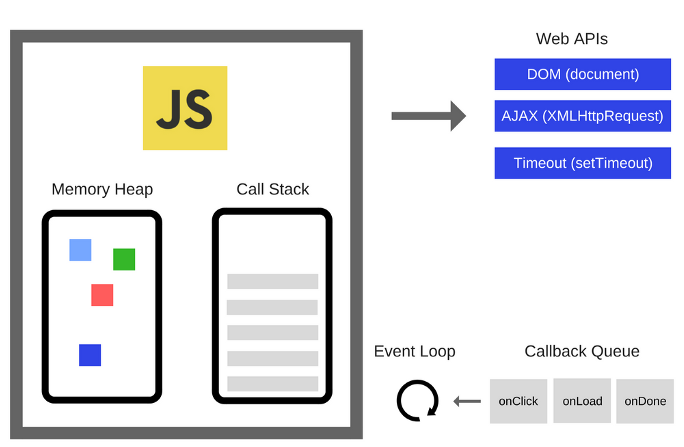 JS
Memory Heap
Call Stack
Web APIs
DOM (document)
AJAX (XMLHttpRequest)
Timeout (setTimeout)
Event Loop
Callback Queue
onClick
onLoad
onDone